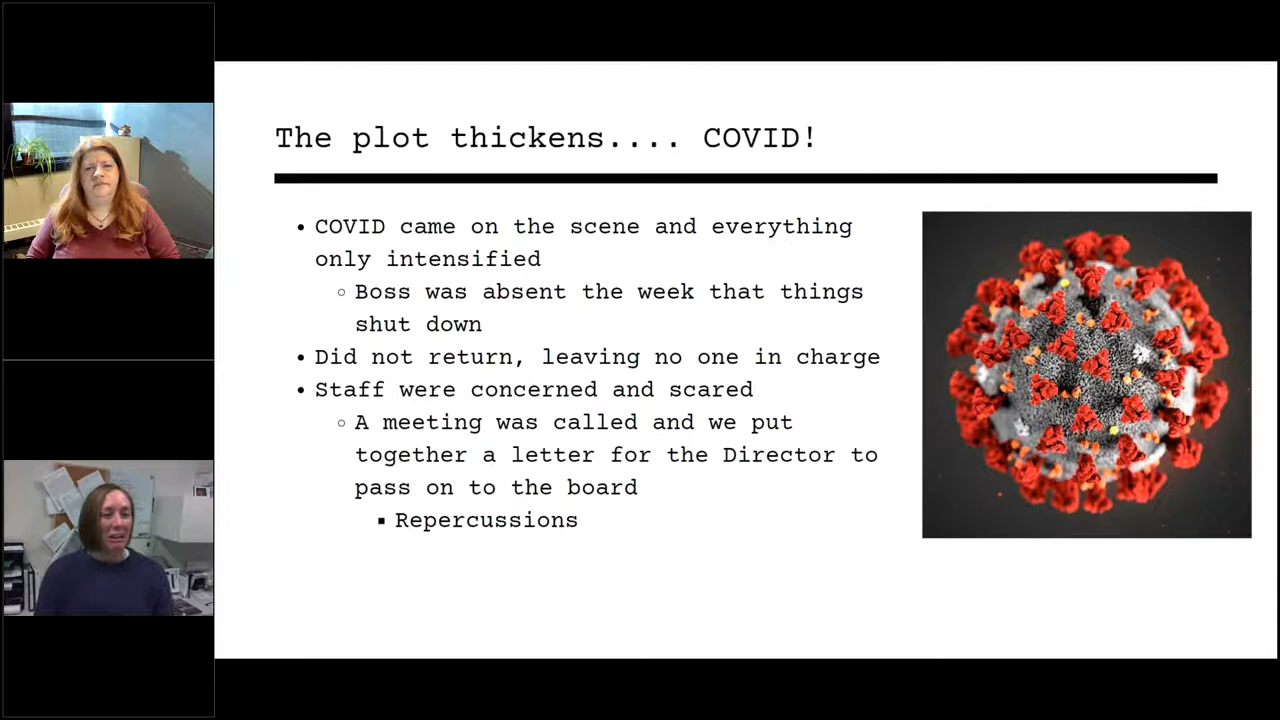 The plot thickens.... COVID!
• COVID came on the scene and everything
only intensified
○ Boss was absent the week that things
shut down
• Did not return, leaving no one in charge
• Staff were concerned and scared
○ A meeting was called and we put
together a letter for the Director to
pass on to the board
▪ Repercussions